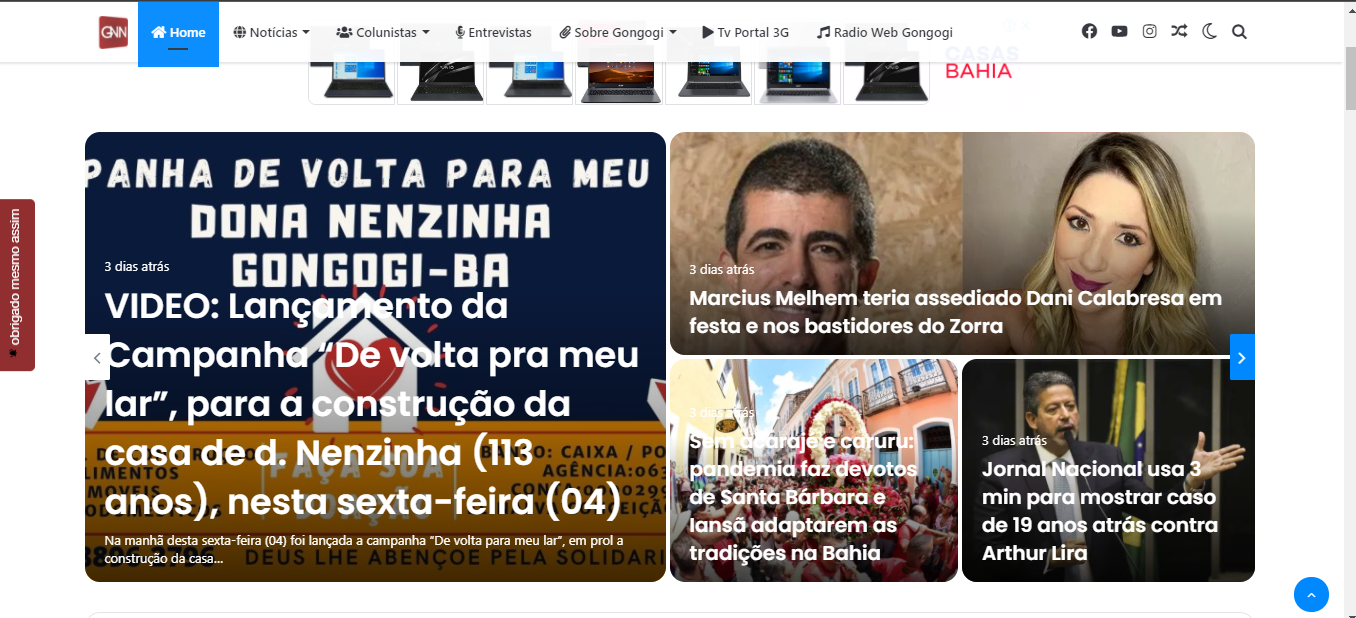 GNN
Home
Notícias
Colunistas
Entrevistas
Sobre Gongogi
Tv Portal 3G
Radio Web Gongogi
CASAS
BAHIA
obrigado mesmo assim
PANHA DE VOLTA PARA MEU
DONA NENZINHA
GONGOGI-BA
3 dias atrás
VIDEO: Lançamento da
Campanha “De volta pra meu
lar”, para a construção da
casa de d. Nenzinha (113
anos), nesta sexta-feira (04)
Na manhã desta sexta-feira (04) foi lançada a campanha “De volta para meu lar”, em prol a
construção da casa...
LIMENTOS
FAÇA SUA
BANCO: CAIXA / PO
AGÊNCIA:063
DEUS LHE ABENÇOE PELA SOLIDARI
3 dias atrás
Marcius Melhem teria assediado Dani Calabresa em
festa e nos bastidores do Zorra
3 dias atrás
Sem acarajé e caruru:
pandemia faz devotos
de Santa Bárbara e
Iansã adaptarem as
tradições na Bahia
3 dias atrás
Jornal Nacional usa 3
min para mostrar caso
de 19 anos atrás contra
Arthur Lira